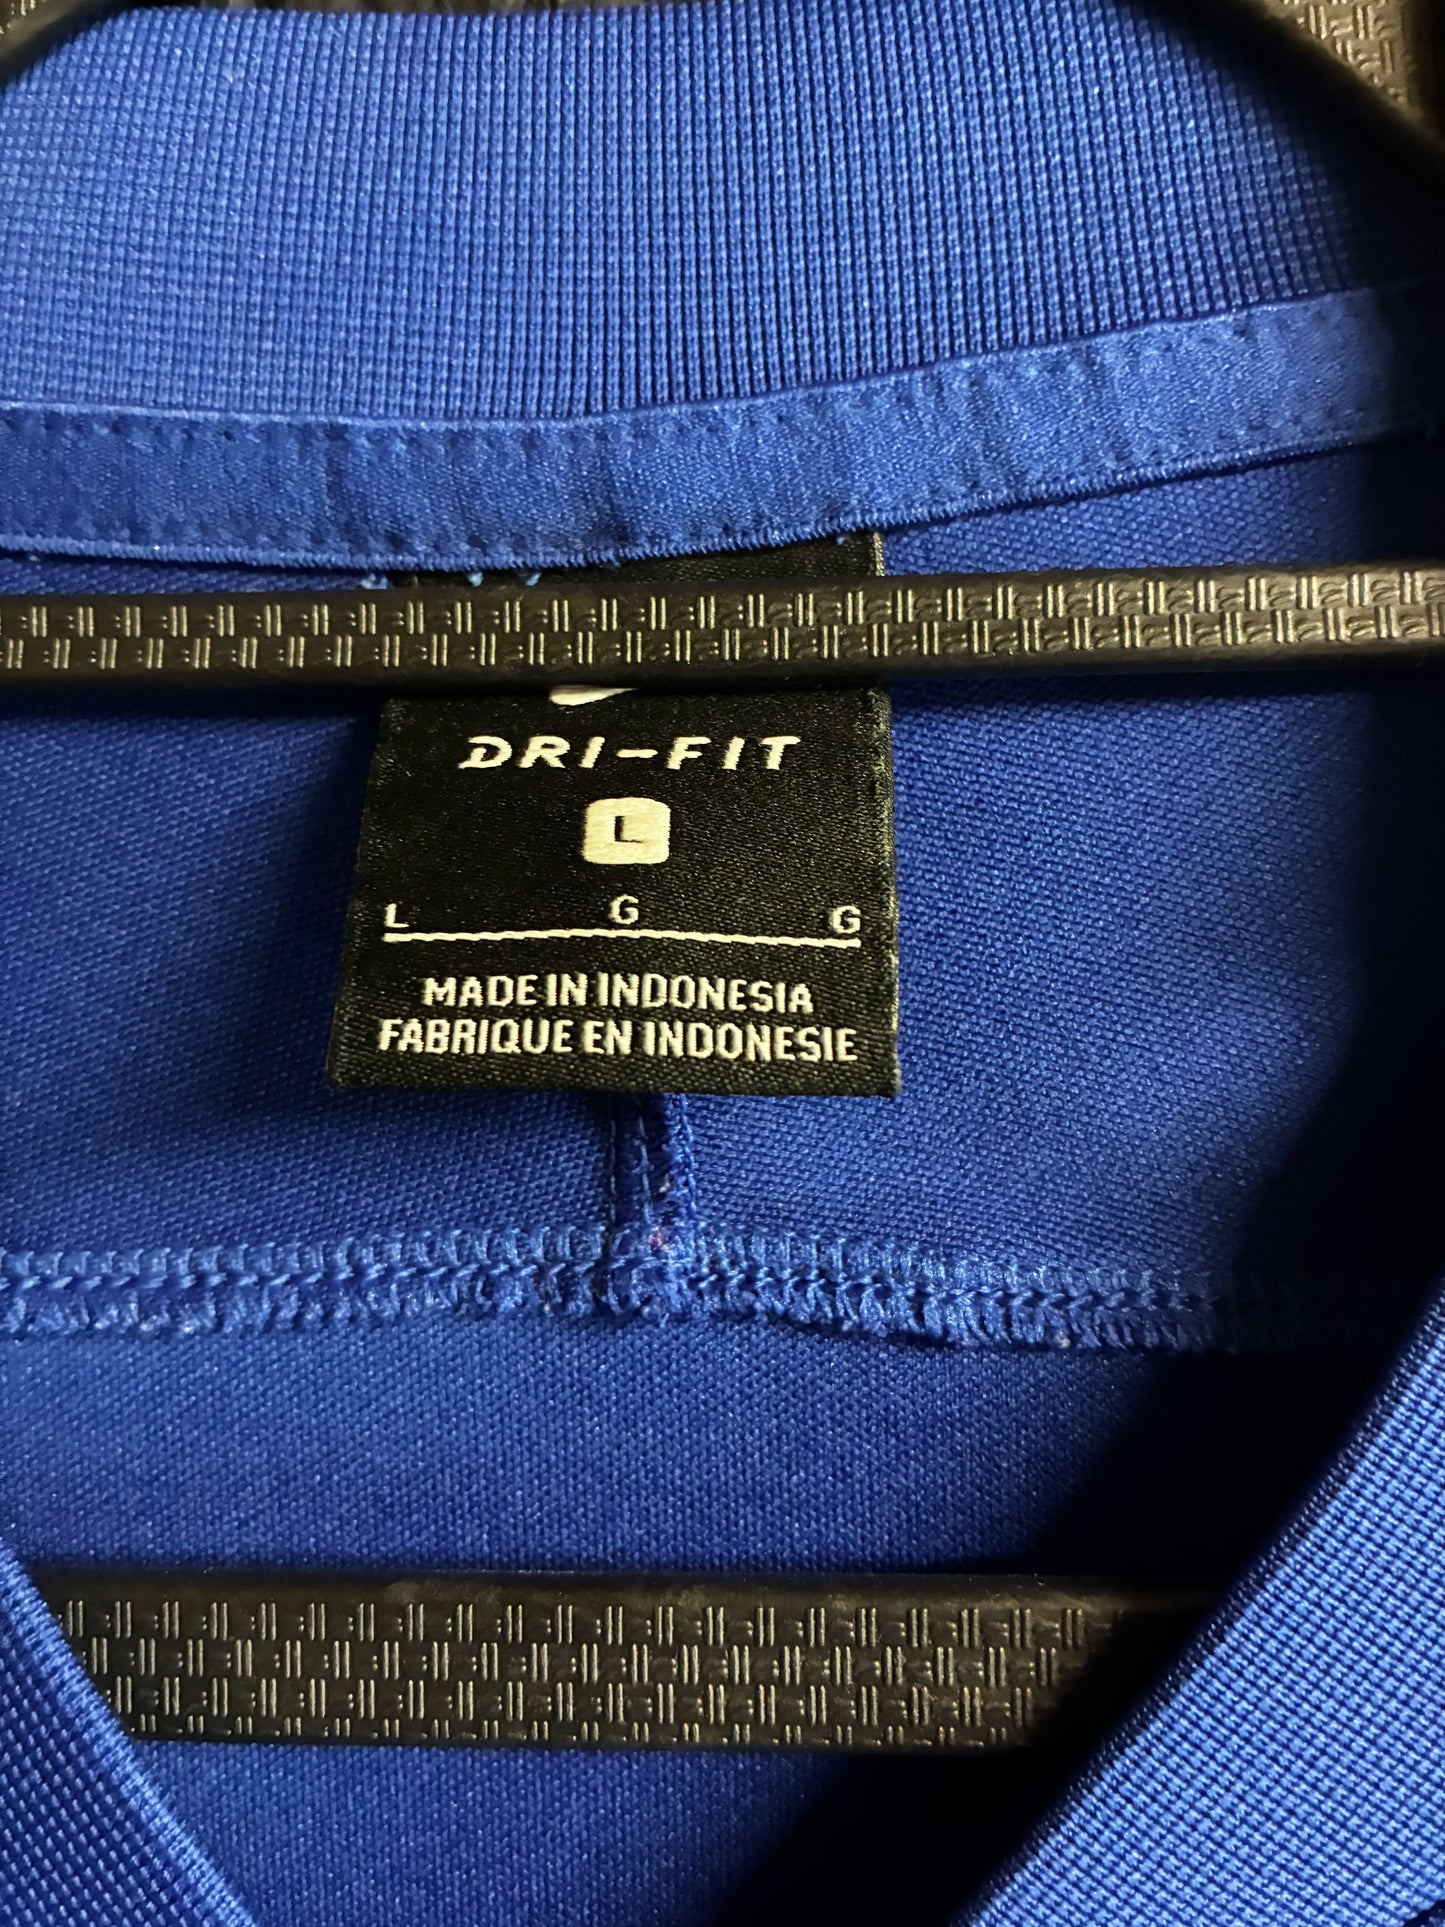 DRI-FIT
L
L G G
MADE IN INDONESIA
FABRIQUE EN INDONESIE